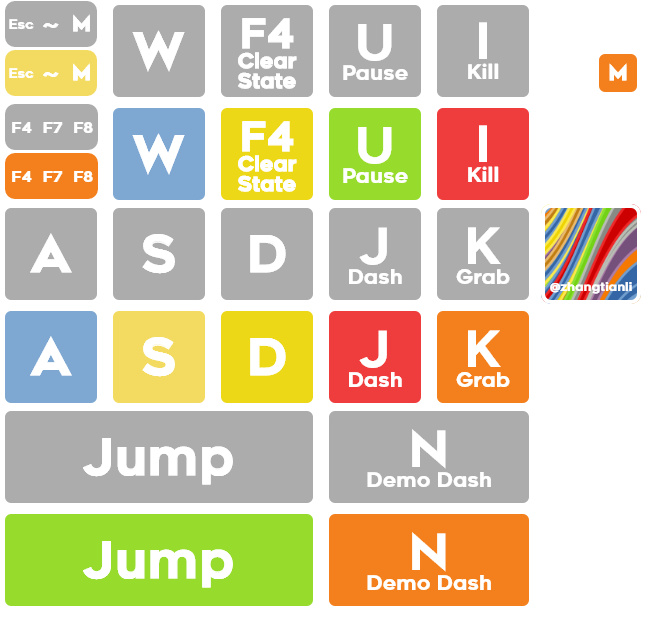 Esc ~ M
Esc ~ M
W
F4
Clear
State
U
Pause
I
Kill
M
F4 F7 F8
F4 F7 F8
W
F4
Clear
State
U
Pause
I
Kill
A
S
D
J
Dash
K
Grab
@zhangtianli
A
S
D
J
Dash
K
Grab
Jump
N
Demo Dash
Jump
N
Demo Dash